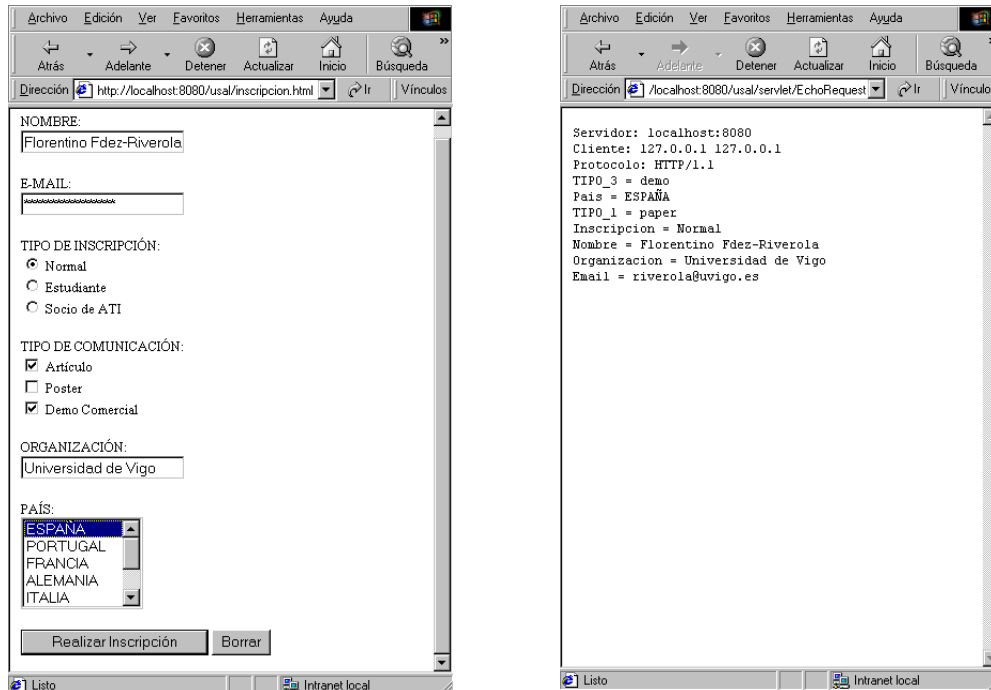 Archivo Edición Ver Favoritos Herramientas Ayuda
Atrás Adelante Detener Actualizar Inicio Búsqueda »
Dirección http://localhost:8080/usal/inscripcion.html Ir Vínculos
NOMBRE:
Florentino Fdez-Riverola
E-MAIL:
******************
TIPO DE INSCRIPCIÓN:
Normal
Estudiante
Socio de ATI
TIPO DE COMUNICACIÓN:
Artículo
Poster
Demo Comercial
ORGANIZACIÓN:
Universidad de Vigo
PAÍS:
ESPAÑA
PORTUGAL
FRANCIA
ALEMANIA
ITALIA
Realizar Inscripción Borrar
Listo Intranet local
Archivo Edición Ver Favoritos Herramientas Ayuda
Atrás Adelante Detener Actualizar Inicio Búsqueda
Dirección /localhost:8080/usal/servlet/EchoRequest Ir Vínculo
Servidor: localhost:8080
Cliente: 127.0.0.1 127.0.0.1
Protocolo: HTTP/1.1
TIPO_3 = demo
Pais = ESPAÑA
TIPO_1 = paper
Inscripcion = Normal
Nombre = Florentino Fdez-Riverola
Organizacion = Universidad de Vigo
Email = riverola@uvigo.es
Listo Intranet local